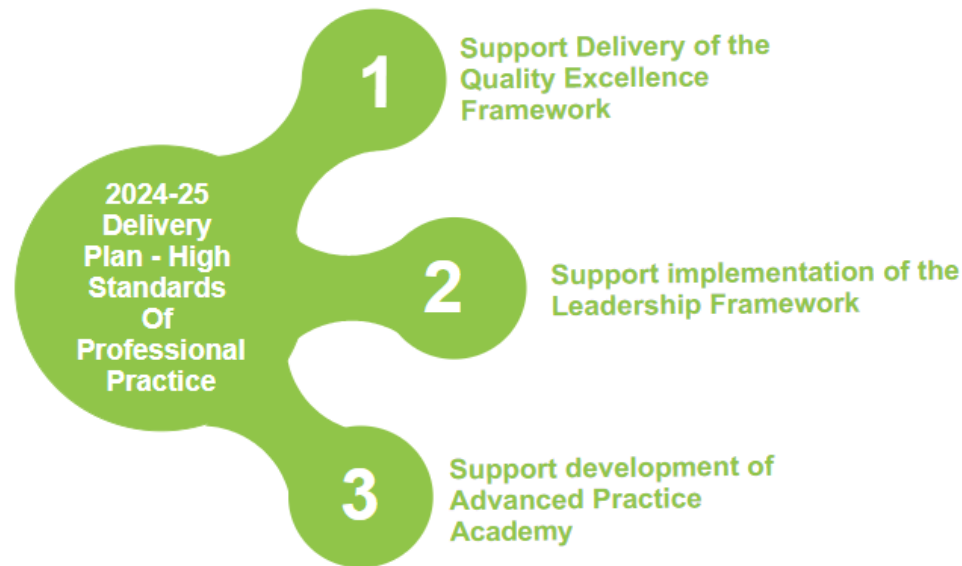 2024-25
Delivery
Plan - High
Standards
Of
Professional
Practice
1
Support Delivery of the
Quality Excellence
Framework
2
Support implementation of the
Leadership Framework
3
Support development of
Advanced Practice
Academy